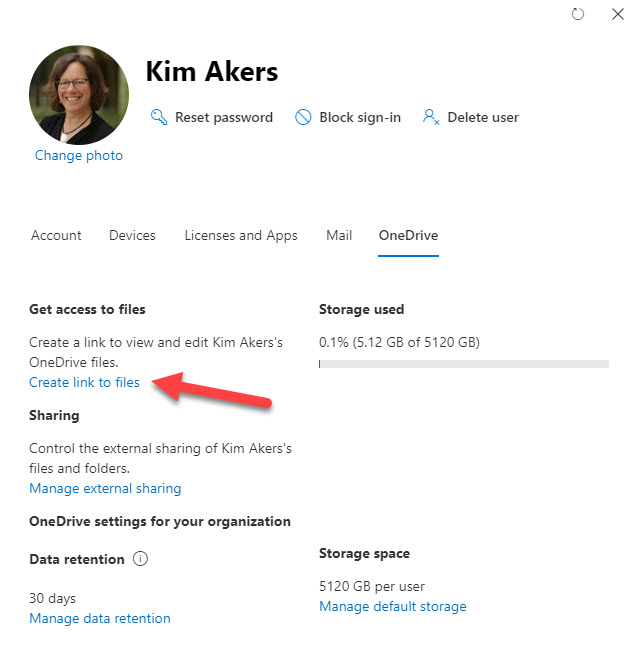 Kim Akers
Reset password
Block sign-in
Delete user
Change photo
Account
Devices
Licenses and Apps
Mail
OneDrive
Get access to files
Create a link to view and edit Kim Akers's
OneDrive files.
Create link to files
Storage used
0.1% (5.12 GB of 5120 GB)
Sharing
Control the external sharing of Kim Akers's
files and folders.
Manage external sharing
OneDrive settings for your organization
Data retention
30 days
Manage data retention
Storage space
5120 GB per user
Manage default storage